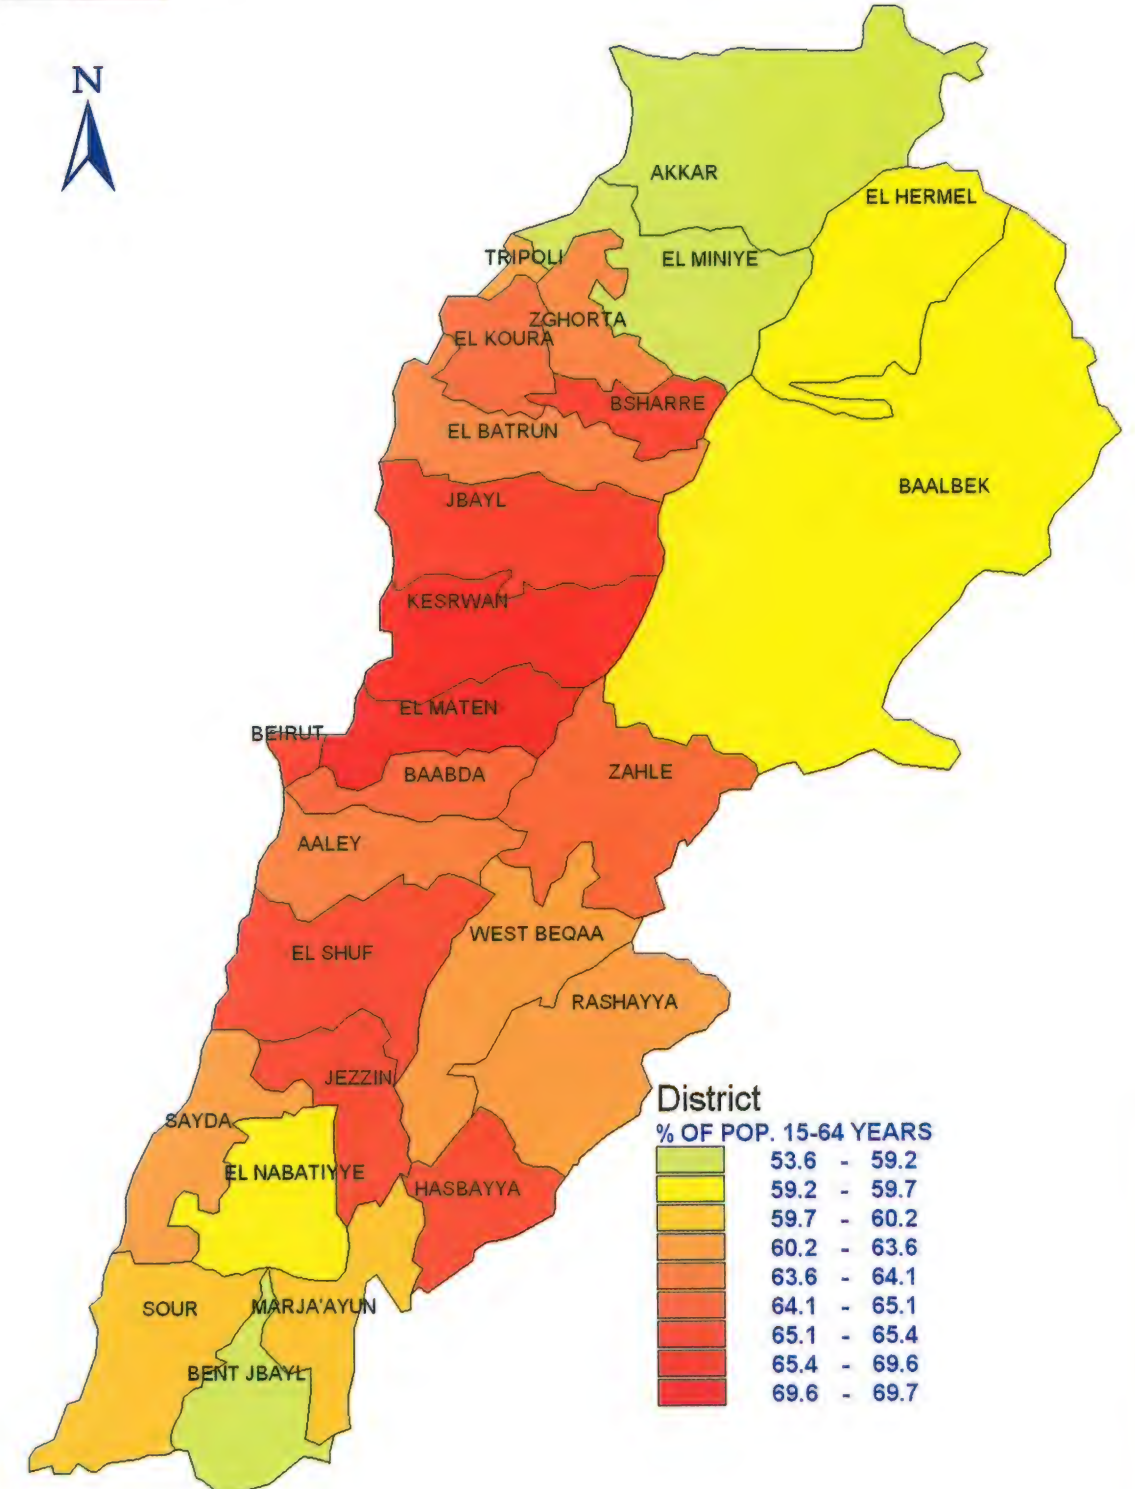 N
AKKAR
EL HERMEL
TRIPOLI
EL MINIYE
ZGHORTA
EL KOURA
BSHARRE
EL BATRUN
BAALBEK
JBAYL
KESRWAN
EL MATEN
BEIRUT
BAABDA
ZAHLE
AALEY
WEST BEQAA
EL SHUF
RASHAYYA
JEZZIN
SAYDA
EL NABATIYYE
HASBAYYA
SOUR
MARJA'AYUN
BENT JBAYL
District
% OF POP. 15-64 YEARS
53.6 - 59.2
59.2 - 59.7
59.7 - 60.2
60.2 - 63.6
63.6 - 64.1
64.1 - 65.1
65.1 - 65.4
65.4 - 69.6
69.6 - 69.7